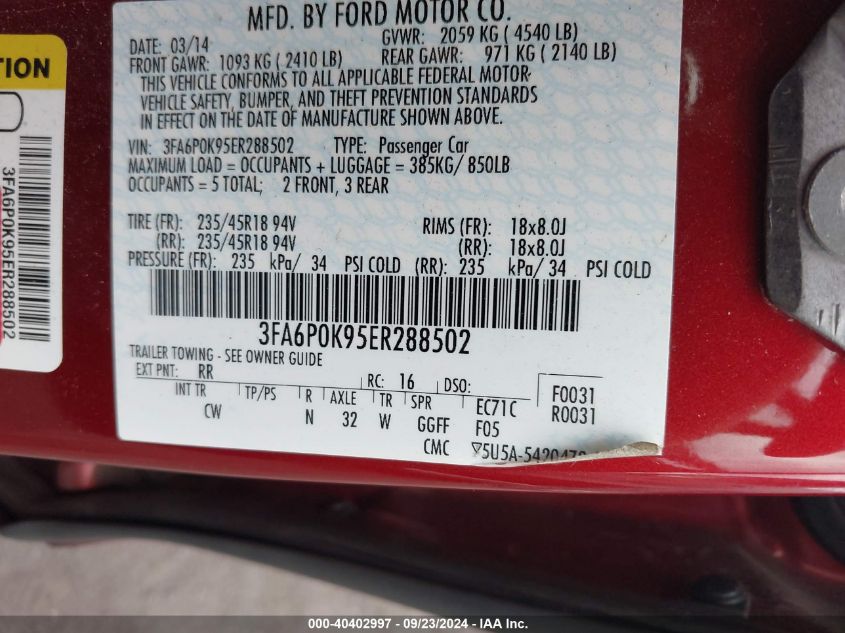 MFD. BY FORD MOTOR CO.
DATE: 03/14 GVWR: 2059 KG ( 4540 LB)
FRONT GAWR: 1093 KG ( 2410 LB) REAR GAWR: 971 KG ( 2140 LB)
THIS VEHICLE CONFORMS TO ALL APPLICABLE FEDERAL MOTOR
VEHICLE SAFETY, BUMPER, AND THEFT PREVENTION STANDARDS
IN EFFECT ON THE DATE OF MANUFACTURE SHOWN ABOVE.
VIN: 3FA6P0K95ER288502 TYPE: Passenger Car
MAXIMUM LOAD = OCCUPANTS + LUGGAGE = 385KG/ 850LB
OCCUPANTS = 5 TOTAL; 2 FRONT, 3 REAR
TIRE (FR): 235/45R18 94V RIMS (FR): 18x8.0J
(RR): 235/45R18 94V (RR): 18x8.0J
PRESSURE (FR): 235 kPa/ 34 PSI COLD (RR): 235 kPa/ 34 PSI COLD
3FA6P0K95ER288502
TRAILER TOWING - SEE OWNER GUIDE
EXT PNT: RR RC: 16 DSO: F0031
R0031
INT TR TP/PS R AXLE TR SPR EC71C
CW N 32 W GGFF F05
CMC ▽5U5A-5420472
TION
3FA6P0K95ER288502
000-40402997 - 09/23/2024 - IAA Inc.